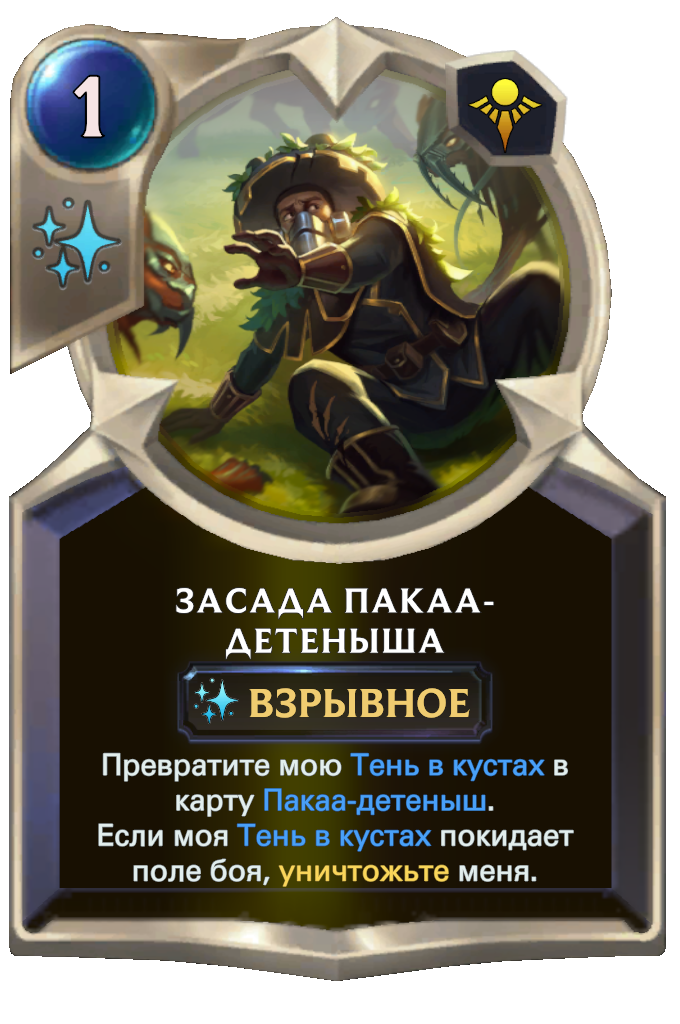 1
ЗАСАДА ПАКАА-
ДЕТЕНЫША
ВЗРЫВНОЕ
Превратите мою Тень в кустах в
карту Пакаа-детеныш.
Если моя Тень в кустах покидает
поле боя, уничтожьте меня.